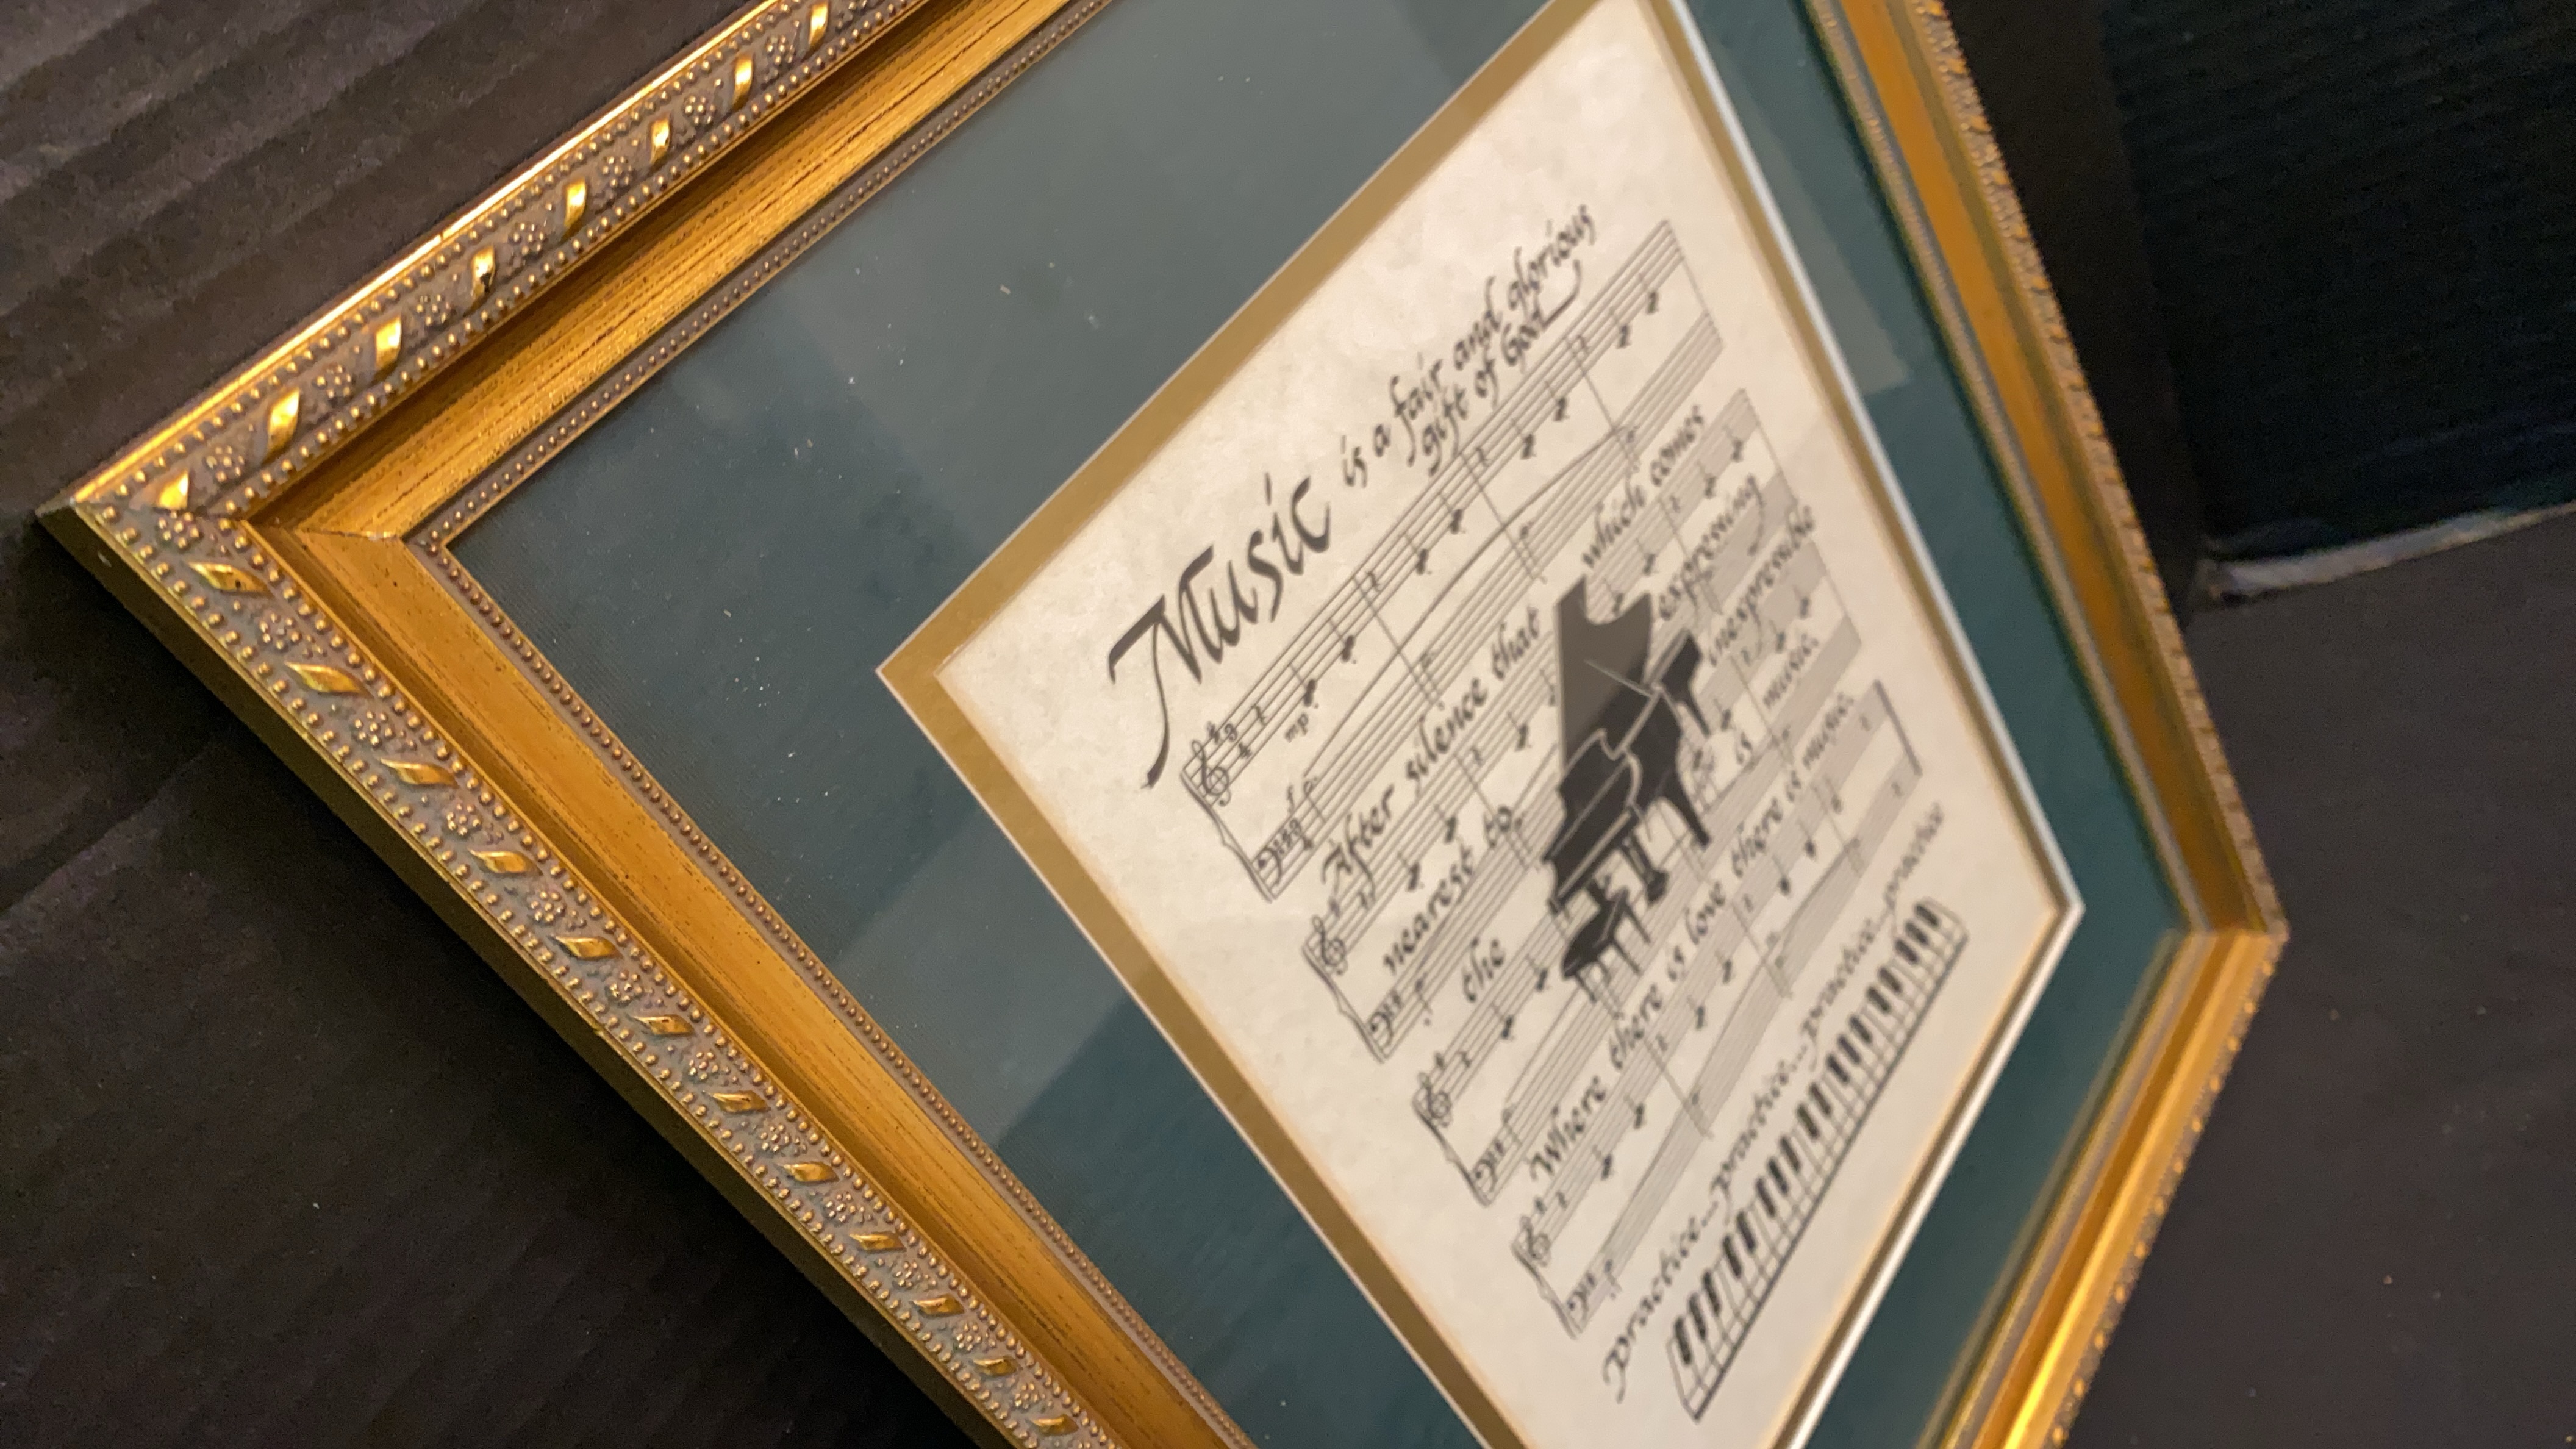 Music is a fair and glorious
gift of God
mp
After silence that which comes
nearest to expressing
the inexpressible
is music.
Where there is love there is music.
practice...practice...practice...practice